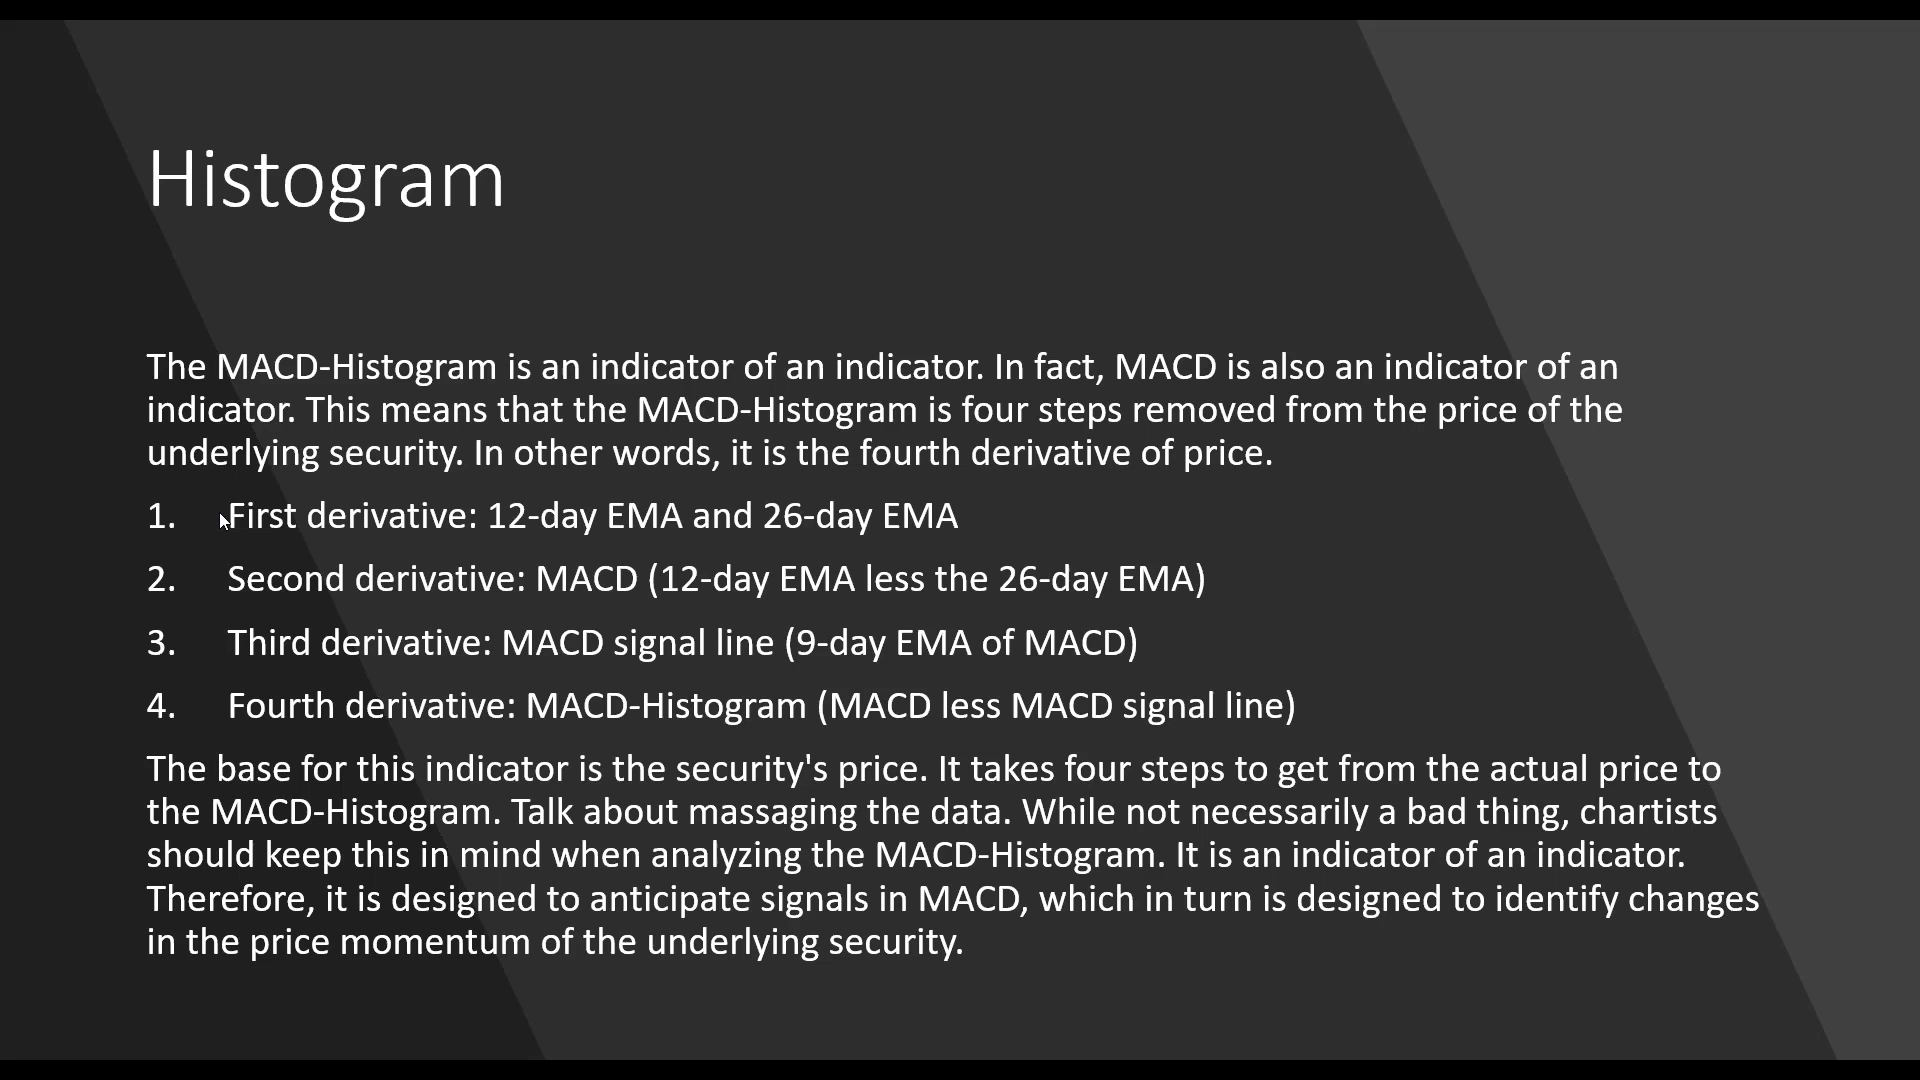 Histogram
The MACD-Histogram is an indicator of an indicator. In fact, MACD is also an indicator of an
indicator. This means that the MACD-Histogram is four steps removed from the price of the
underlying security. In other words, it is the fourth derivative of price.
1. First derivative: 12-day EMA and 26-day EMA
2. Second derivative: MACD (12-day EMA less the 26-day EMA)
3. Third derivative: MACD signal line (9-day EMA of MACD)
4. Fourth derivative: MACD-Histogram (MACD less MACD signal line)
The base for this indicator is the security's price. It takes four steps to get from the actual price to
the MACD-Histogram. Talk about massaging the data. While not necessarily a bad thing, chartists
should keep this in mind when analyzing the MACD-Histogram. It is an indicator of an indicator.
Therefore, it is designed to anticipate signals in MACD, which in turn is designed to identify changes
in the price momentum of the underlying security.